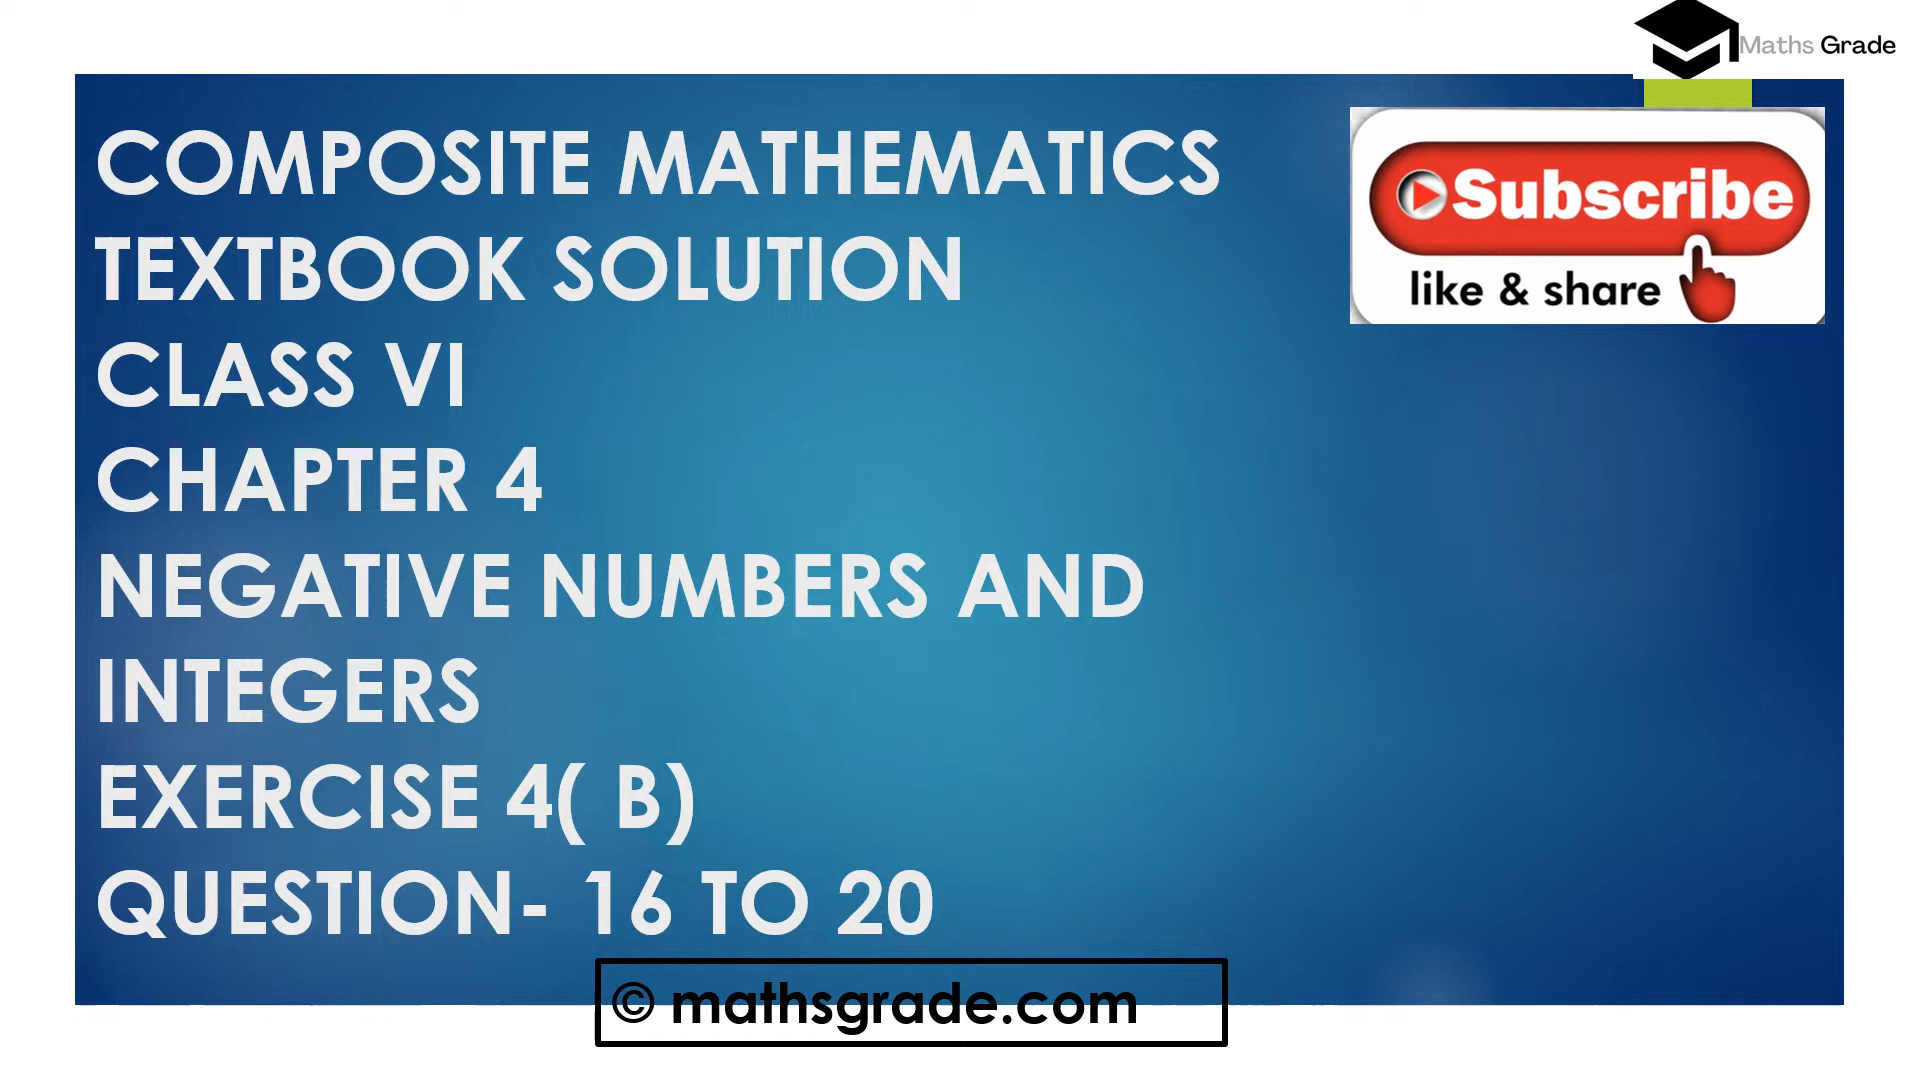 Maths Grade
COMPOSITE MATHEMATICS
TEXTBOOK SOLUTION
CLASS VI
CHAPTER 4
NEGATIVE NUMBERS AND
INTEGERS
EXERCISE 4( B)
QUESTION- 16 TO 20
Subscribe
like & share
© mathsgrade.com